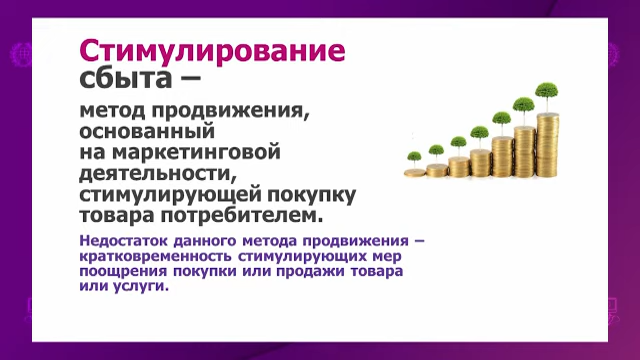 Стимулирование
сбыта –
метод продвижения,
основанный
на маркетинговой
деятельности,
стимулирующей покупку
товара потребителем.
Недостаток данного метода продвижения –
кратковременность стимулирующих мер
поощрения покупки или продажи товара
или услуги.